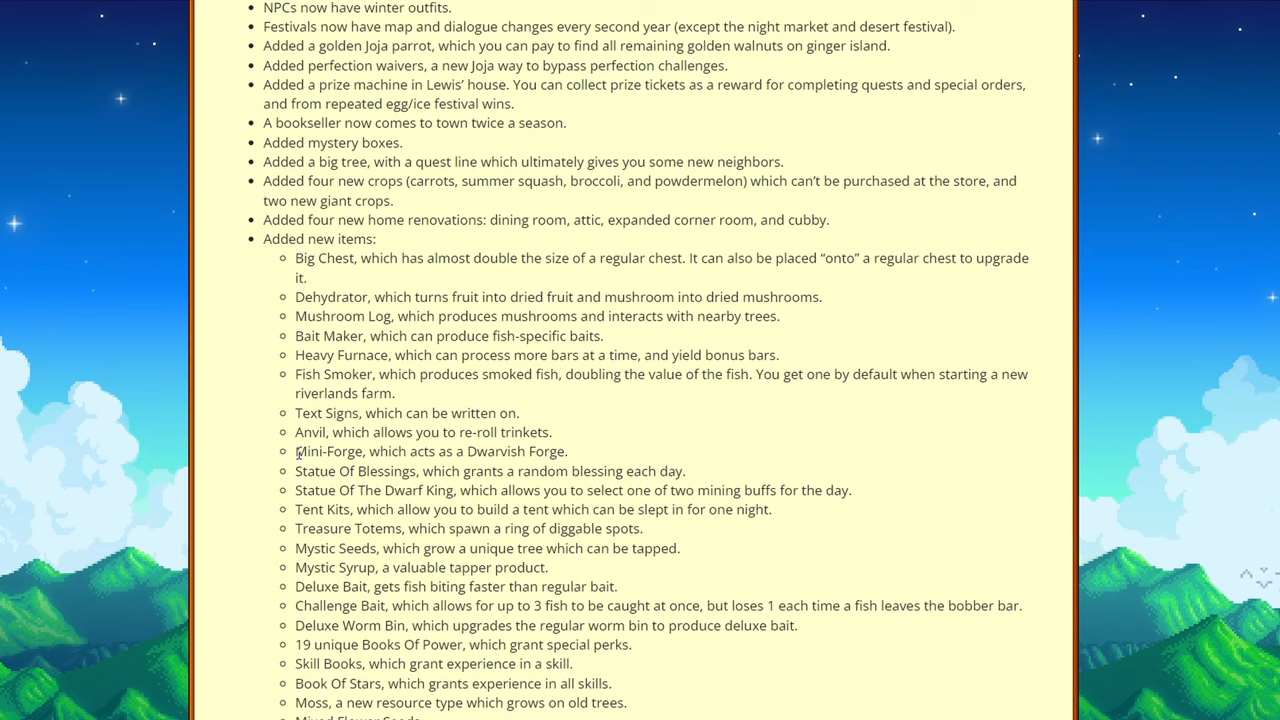 NPCs now have winter outfits.
Festivals now have map and dialogue changes every second year (except the night market and desert festival).
Added a golden Joja parrot, which you can pay to find all remaining golden walnuts on ginger island.
Added perfection waivers, a new Joja way to bypass perfection challenges.
Added a prize machine in Lewis’ house. You can collect prize tickets as a reward for completing quests and special orders,
and from repeated egg/ice festival wins.
A bookseller now comes to town twice a season.
Added mystery boxes.
Added a big tree, with a quest line which ultimately gives you some new neighbors.
Added four new crops (carrots, summer squash, broccoli, and powdermelon) which can’t be purchased at the store, and
two new giant crops.
Added four new home renovations: dining room, attic, expanded corner room, and cubby.
Added new items:
Big Chest, which has almost double the size of a regular chest. It can also be placed “onto” a regular chest to upgrade
it.
Dehydrator, which turns fruit into dried fruit and mushroom into dried mushrooms.
Mushroom Log, which produces mushrooms and interacts with nearby trees.
Bait Maker, which can produce fish-specific baits.
Heavy Furnace, which can process more bars at a time, and yield bonus bars.
Fish Smoker, which produces smoked fish, doubling the value of the fish. You get one by default when starting a new
riverlands farm.
Text Signs, which can be written on.
Anvil, which allows you to re-roll trinkets.
Mini-Forge, which acts as a Dwarvish Forge.
Statue Of Blessings, which grants a random blessing each day.
Statue Of The Dwarf King, which allows you to select one of two mining buffs for the day.
Tent Kits, which allow you to build a tent which can be slept in for one night.
Treasure Totems, which spawn a ring of diggable spots.
Mystic Seeds, which grow a unique tree which can be tapped.
Mystic Syrup, a valuable tapper product.
Deluxe Bait, gets fish biting faster than regular bait.
Challenge Bait, which allows for up to 3 fish to be caught at once, but loses 1 each time a fish leaves the bobber bar.
Deluxe Worm Bin, which upgrades the regular worm bin to produce deluxe bait.
19 unique Books Of Power, which grant special perks.
Skill Books, which grant experience in a skill.
Book Of Stars, which grants experience in all skills.
Moss, a new resource type which grows on old trees.
Mixed Flower Seeds